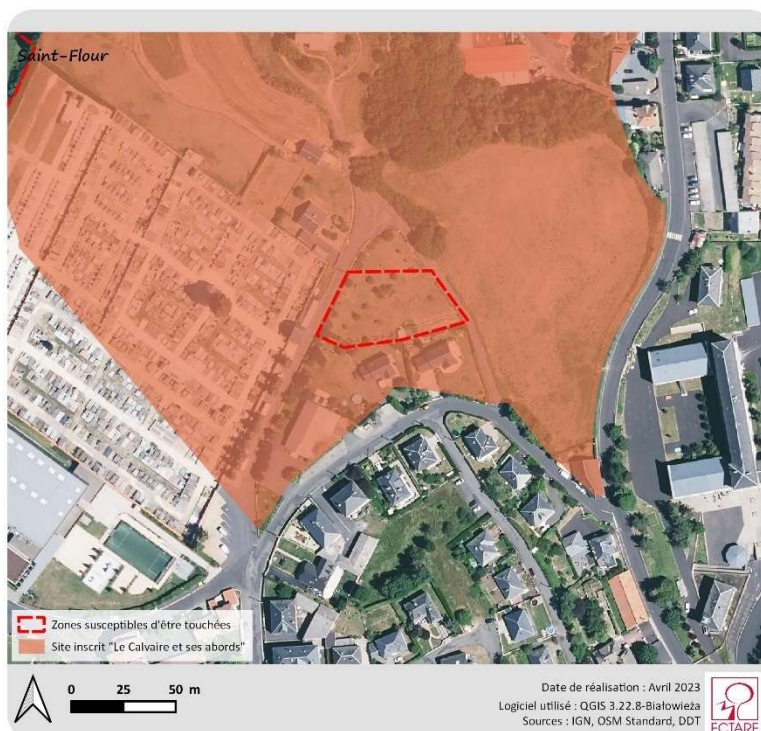 Saint-Flour
Zones susceptibles d'être touchées
Site inscrit "Le Calvaire et ses abords"
0 25 50 m
Date de réalisation : Avril 2023
Logiciel utilisé : QGIS 3.22.8-Białowieża
Sources : IGN, OSM Standard, DDT
ECTARE